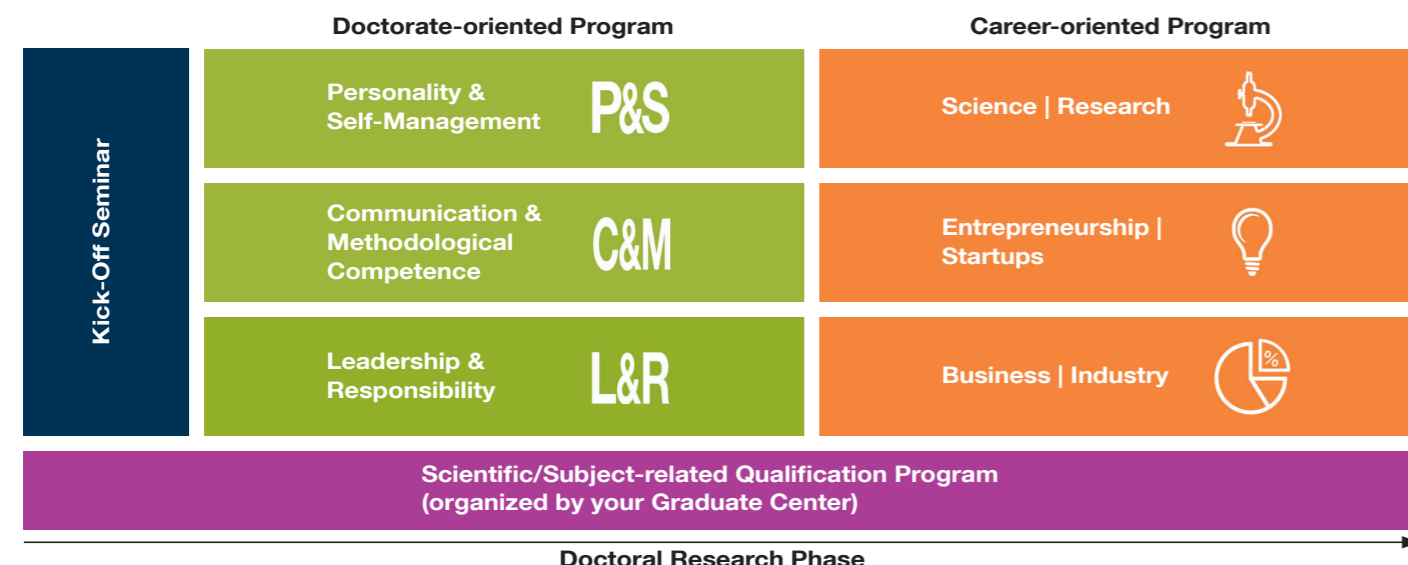 Doctorate-oriented Program
Career-oriented Program
Kick-Off Seminar
Personality &
Self-Management
P&S
Science | Research
Communication &
Methodological
Competence
C&M
Entrepreneurship |
Startups
Leadership &
Responsibility
L&R
Business | Industry
%
Scientific/Subject-related Qualification Program
(organized by your Graduate Center)
Doctoral Research Phase